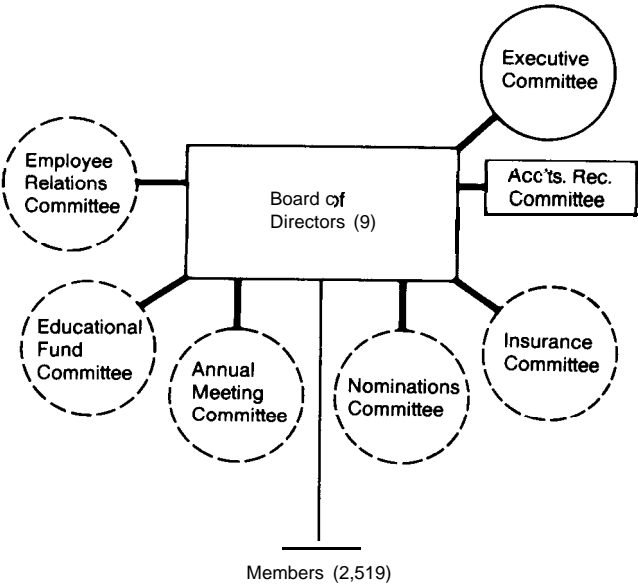 Executive
Committee
Employee
Relations
Committee
Acc'ts. Rec.
Committee
Board of
Directors (9)
Educational
Fund
Committee
Annual
Meeting
Committee
Nominations
Committee
Insurance
Committee
Members (2,519)